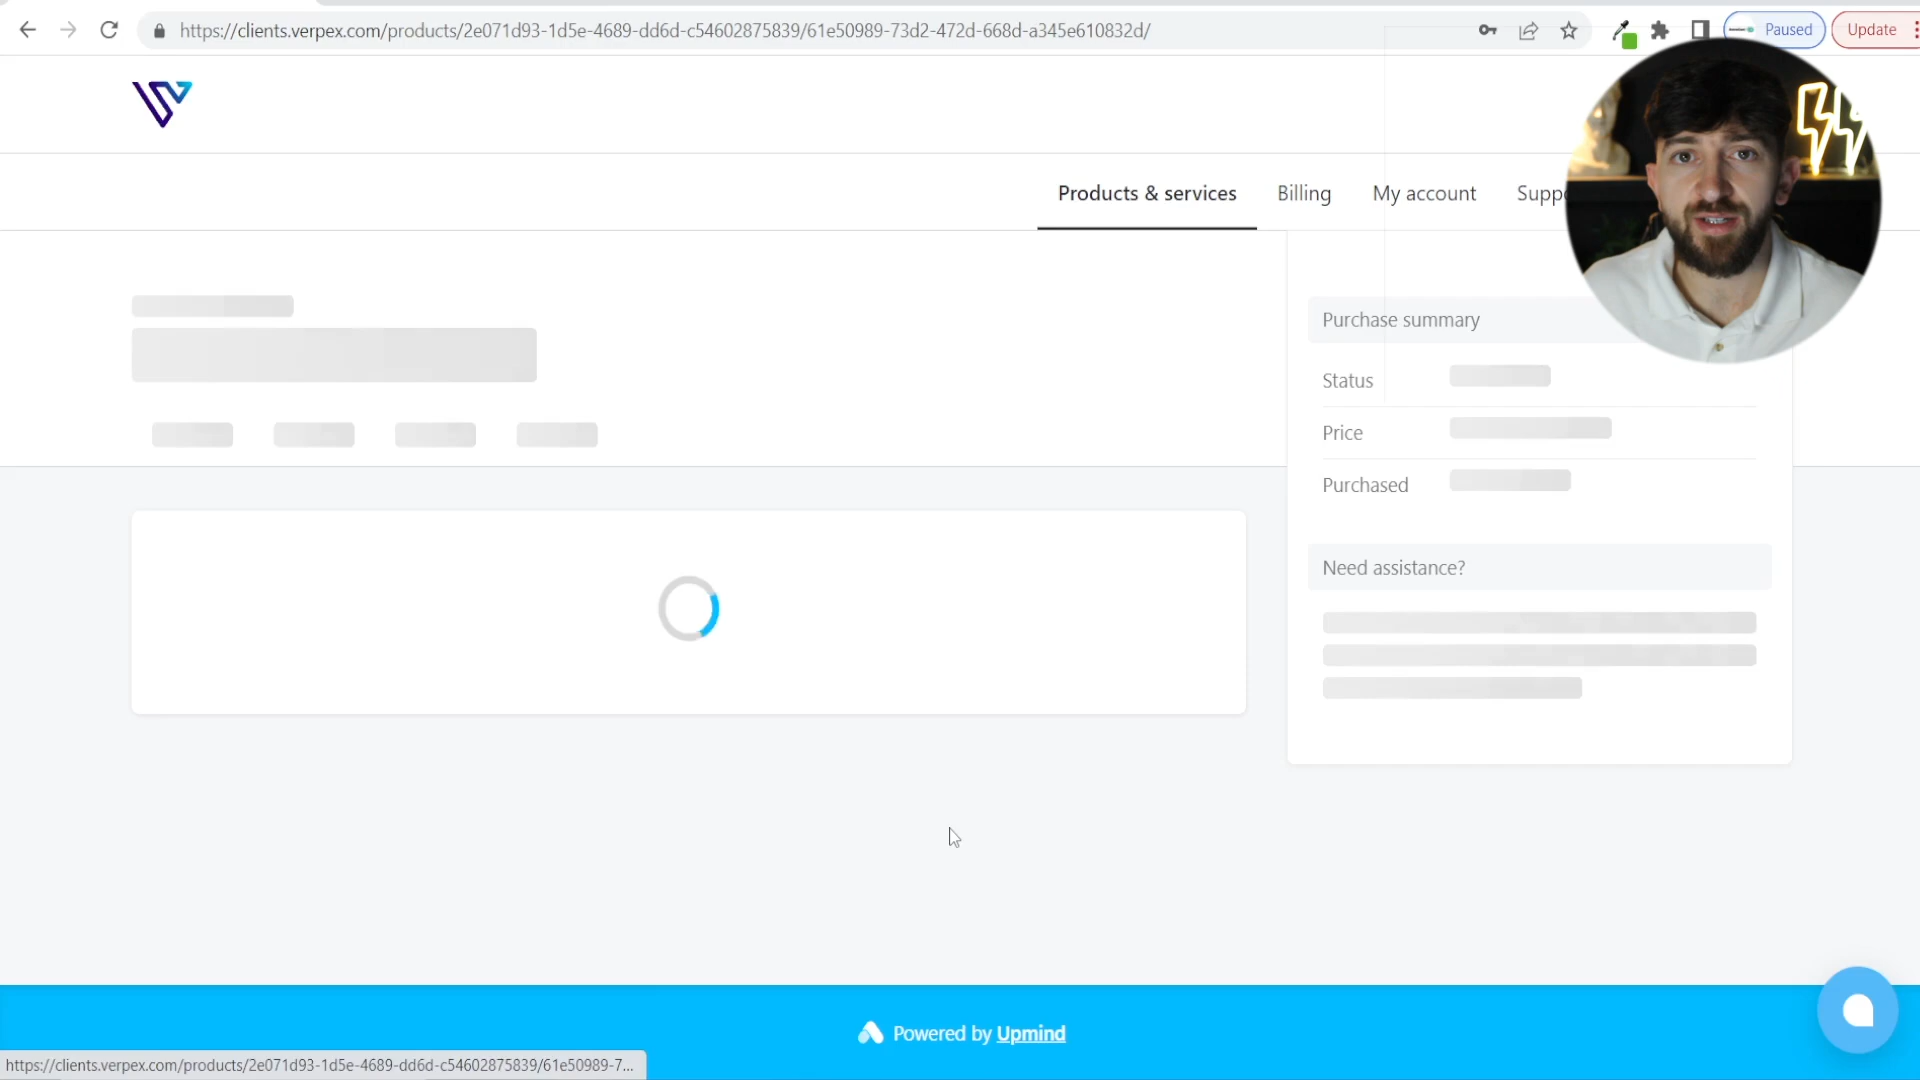 https://clients.verpex.com/products/2e071d93-1d5e-4689-dd6d-c54602875839/61e50989-73d2-472d-668d-a345e610832d/
Paused
Update
Products & services
Billing
My account
Purchase summary
Status
Price
Purchased
Need assistance?
Powered by Upmind
https://clients.verpex.com/products/2e071d93-1d5e-4689-dd6d-c54602875839/61e50989-7...